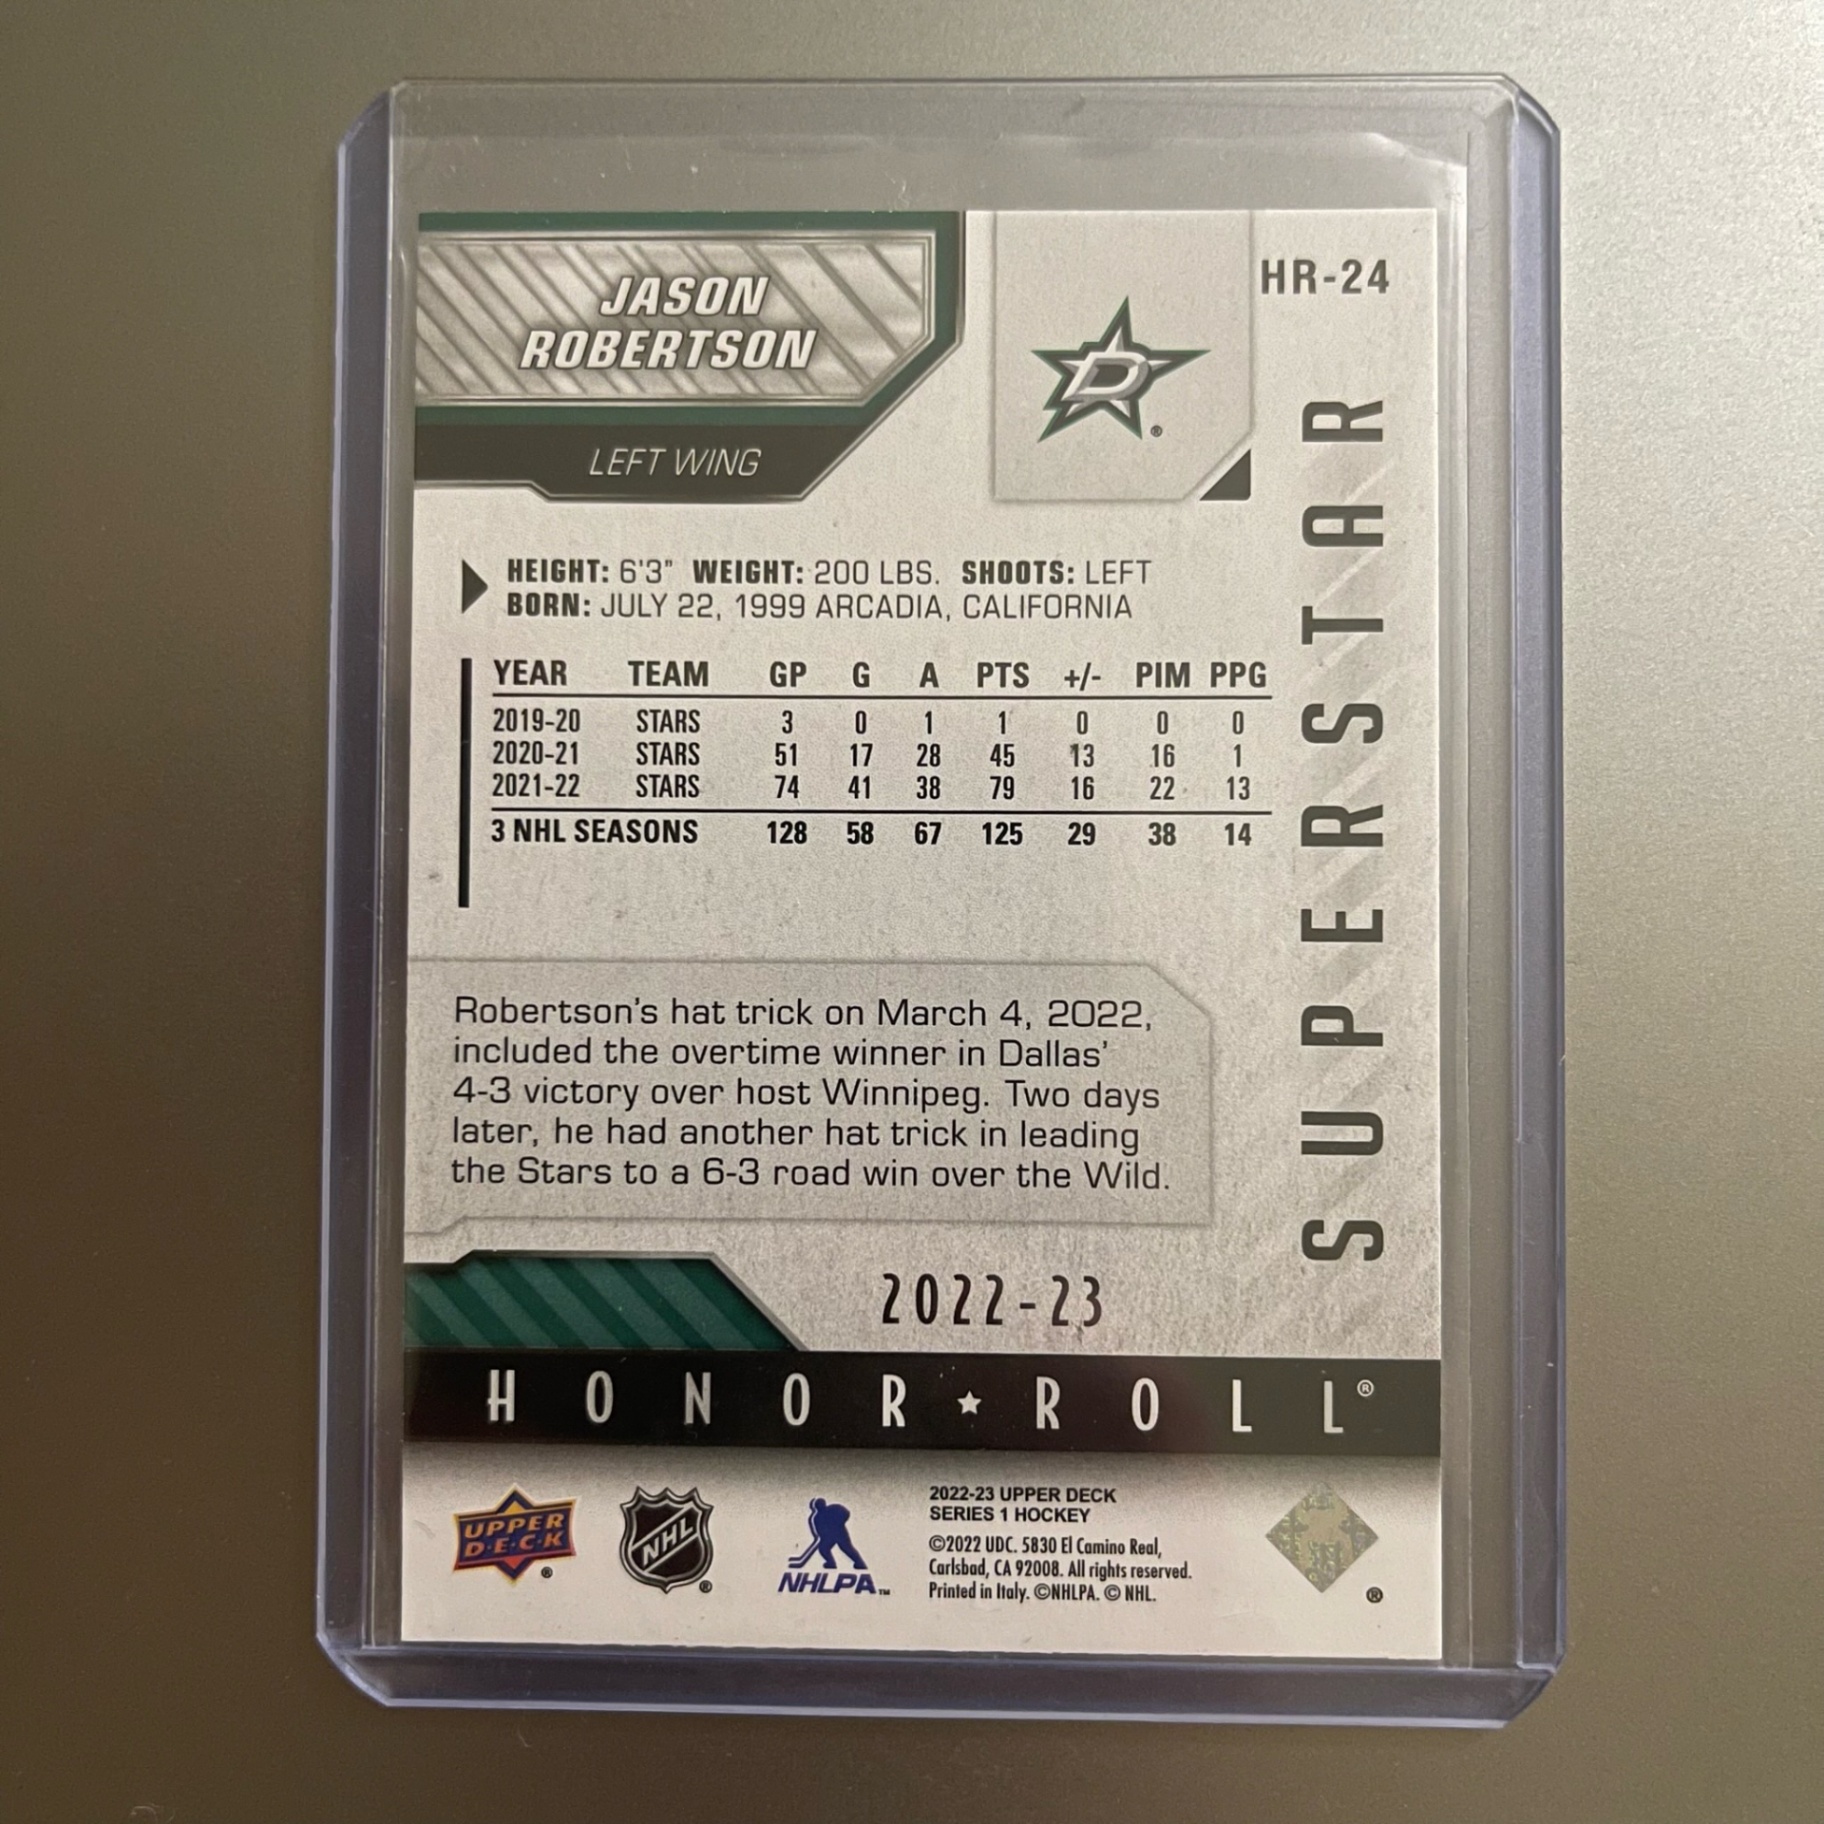 JASON
ROBERTSON
LEFT WING
D ®
HR-24
SUPERSTAR
HEIGHT: 6'3" WEIGHT: 200 LBS. SHOOTS: LEFT
BORN: JULY 22, 1999 ARCADIA, CALIFORNIA
YEAR TEAM GP G A PTS +/- PIM PPG
2019-20 STARS 3 0 1 1 0 0 0
2020-21 STARS 51 17 28 45 13 16 1
2021-22 STARS 74 41 38 79 16 22 13
3 NHL SEASONS 128 58 67 125 29 38 14
Robertson's hat trick on March 4, 2022,
included the overtime winner in Dallas'
4-3 victory over host Winnipeg. Two days
later, he had another hat trick in leading
the Stars to a 6-3 road win over the Wild.
2022-23
HONOR ★ ROLL®
UPPER
D·E·C·K ®
NHL ®
NHLPA™
2022-23 UPPER DECK
SERIES 1 HOCKEY
©2022 UDC. 5830 El Camino Real,
Carlsbad, CA 92008. All rights reserved.
Printed in Italy. ©NHLPA. © NHL.
®